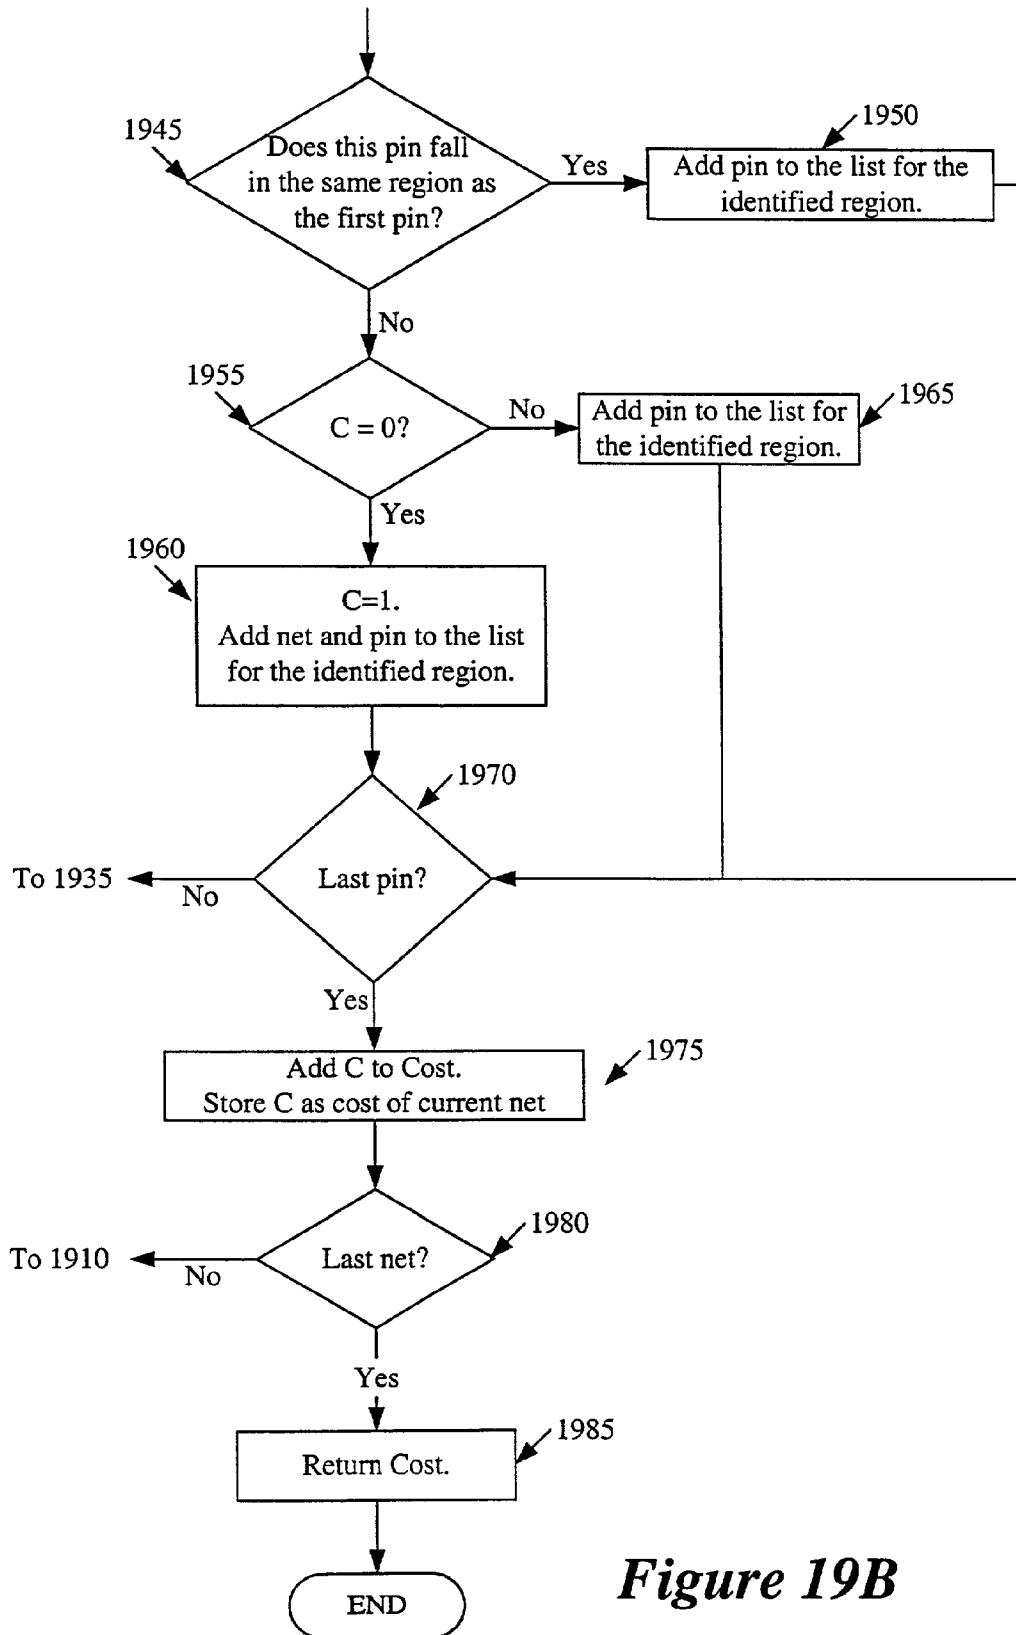 1945
Does this pin fall
in the same region as
the first pin?
Yes
1950
Add pin to the list for the
identified region.
No
1955
C = 0?
No
Add pin to the list for
the identified region.
1965
Yes
1960
C=1.
Add net and pin to the list
for the identified region.
1970
To 1935
No
Last pin?
Yes
Add C to Cost.
Store C as cost of current net
1975
1980
To 1910
No
Last net?
Yes
1985
Return Cost.
END
Figure 19B